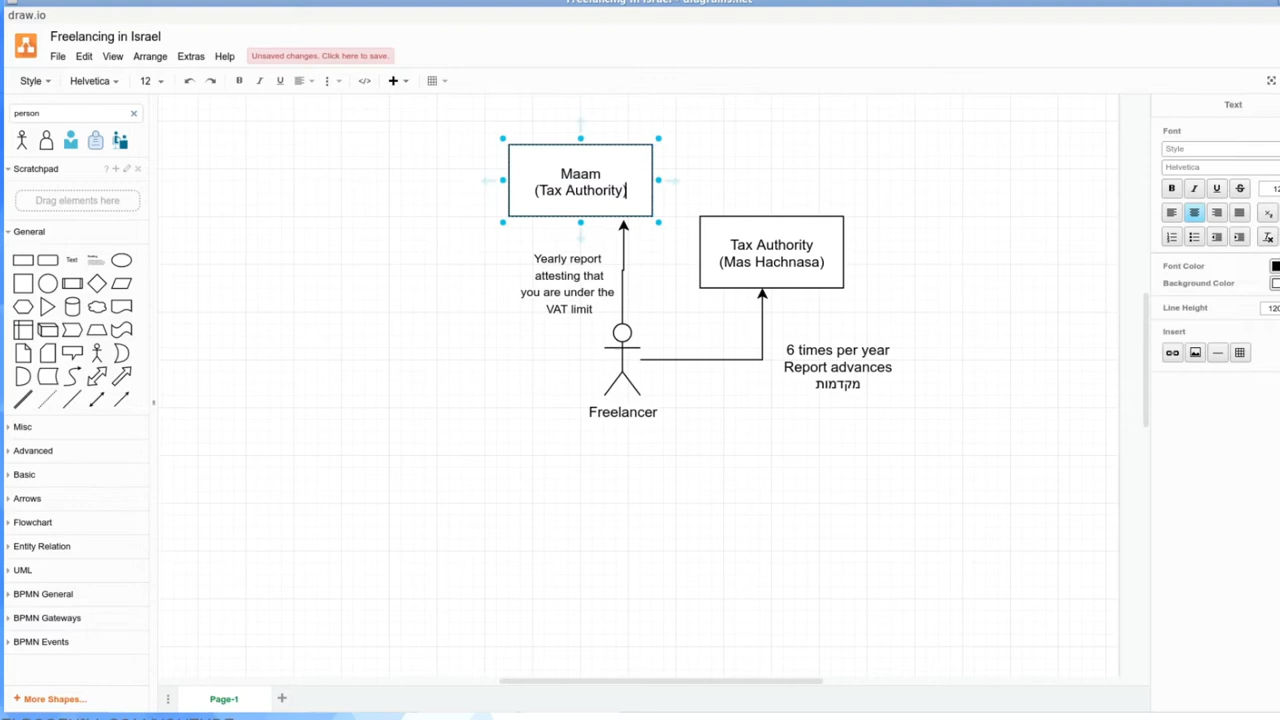 draw.io
Freelancing in Israel
File Edit View Arrange Extras Help
Unsaved changes. Click here to save.
Style Helvetica 12
person
Scratchpad
Drag elements here
General
Text
Misc
Advanced
Basic
Arrows
Flowchart
Entity Relation
UML
BPMN General
BPMN Gateways
BPMN Events
+ More Shapes...
Maam
(Tax Authority)
Tax Authority
(Mas Hachnasa)
Yearly report
attesting that
you are under the
VAT limit
6 times per year
Report advances
מקדמות
Freelancer
Page-1
Text
Font
Style
Helvetica
B I U S
Font Color
Background Color
Line Height
Insert